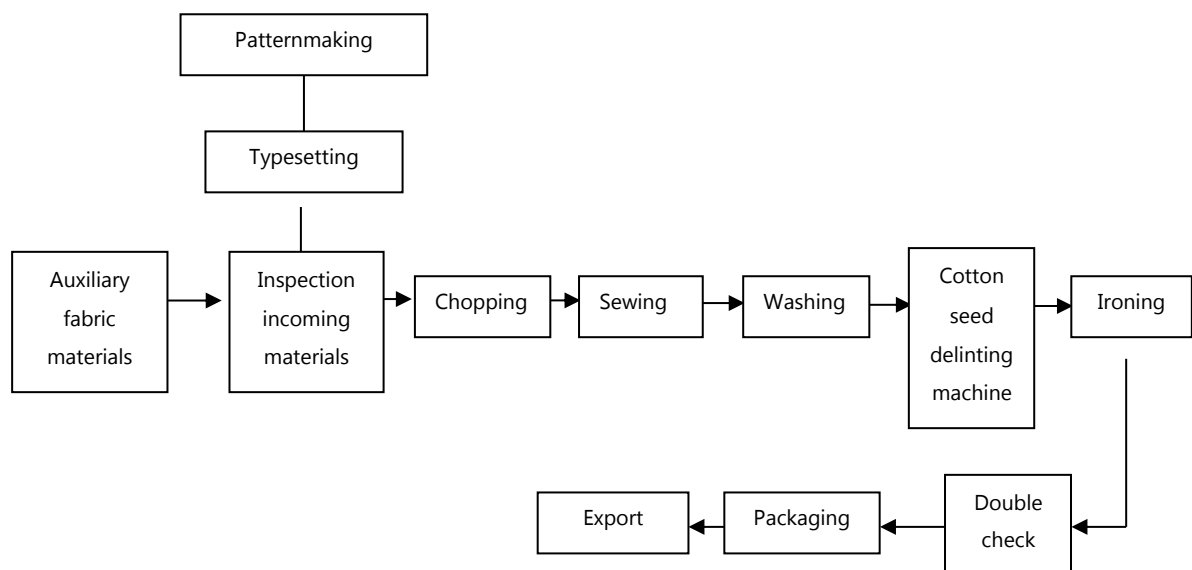 Patternmaking
Typesetting
Auxiliary
fabric
materials
Inspection
incoming
materials
Chopping
Sewing
Washing
Cotton
seed
delinting
machine
Ironing
Double
check
Packaging
Export